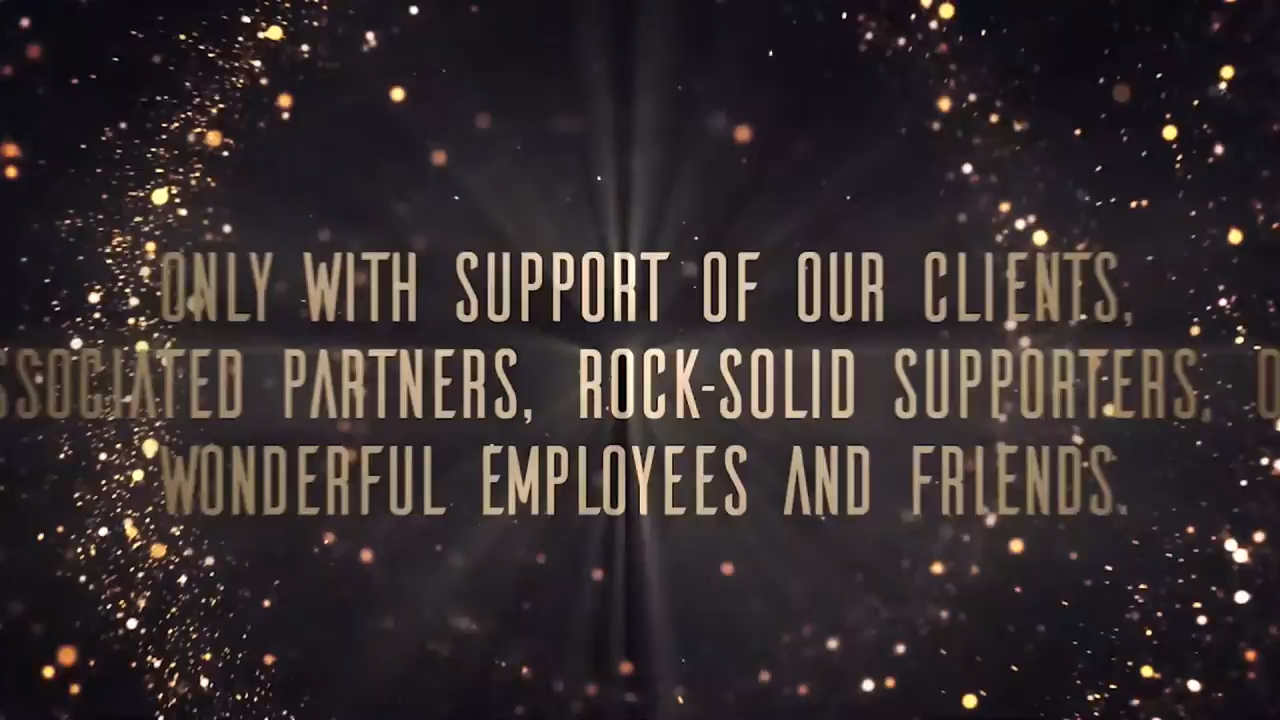 ONLY WITH SUPPORT OF OUR CLIENTS,
SSOCIATED PARTNERS, ROCK-SOLID SUPPORTERS, O
WONDERFUL EMPLOYEES AND FRIENDS.